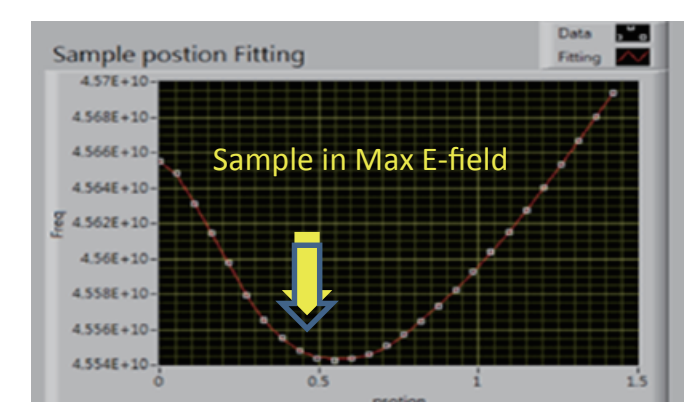 Data
Sample postion Fitting
Fitting
4.57E+10
4.568E+10
4.566E+10
Sample in Max E-field
4.564E+10
Freq
4.562E+10
4.56E+10
4.558E+10
4.556E+10
4.554E+10
0 0.5 1 1.5